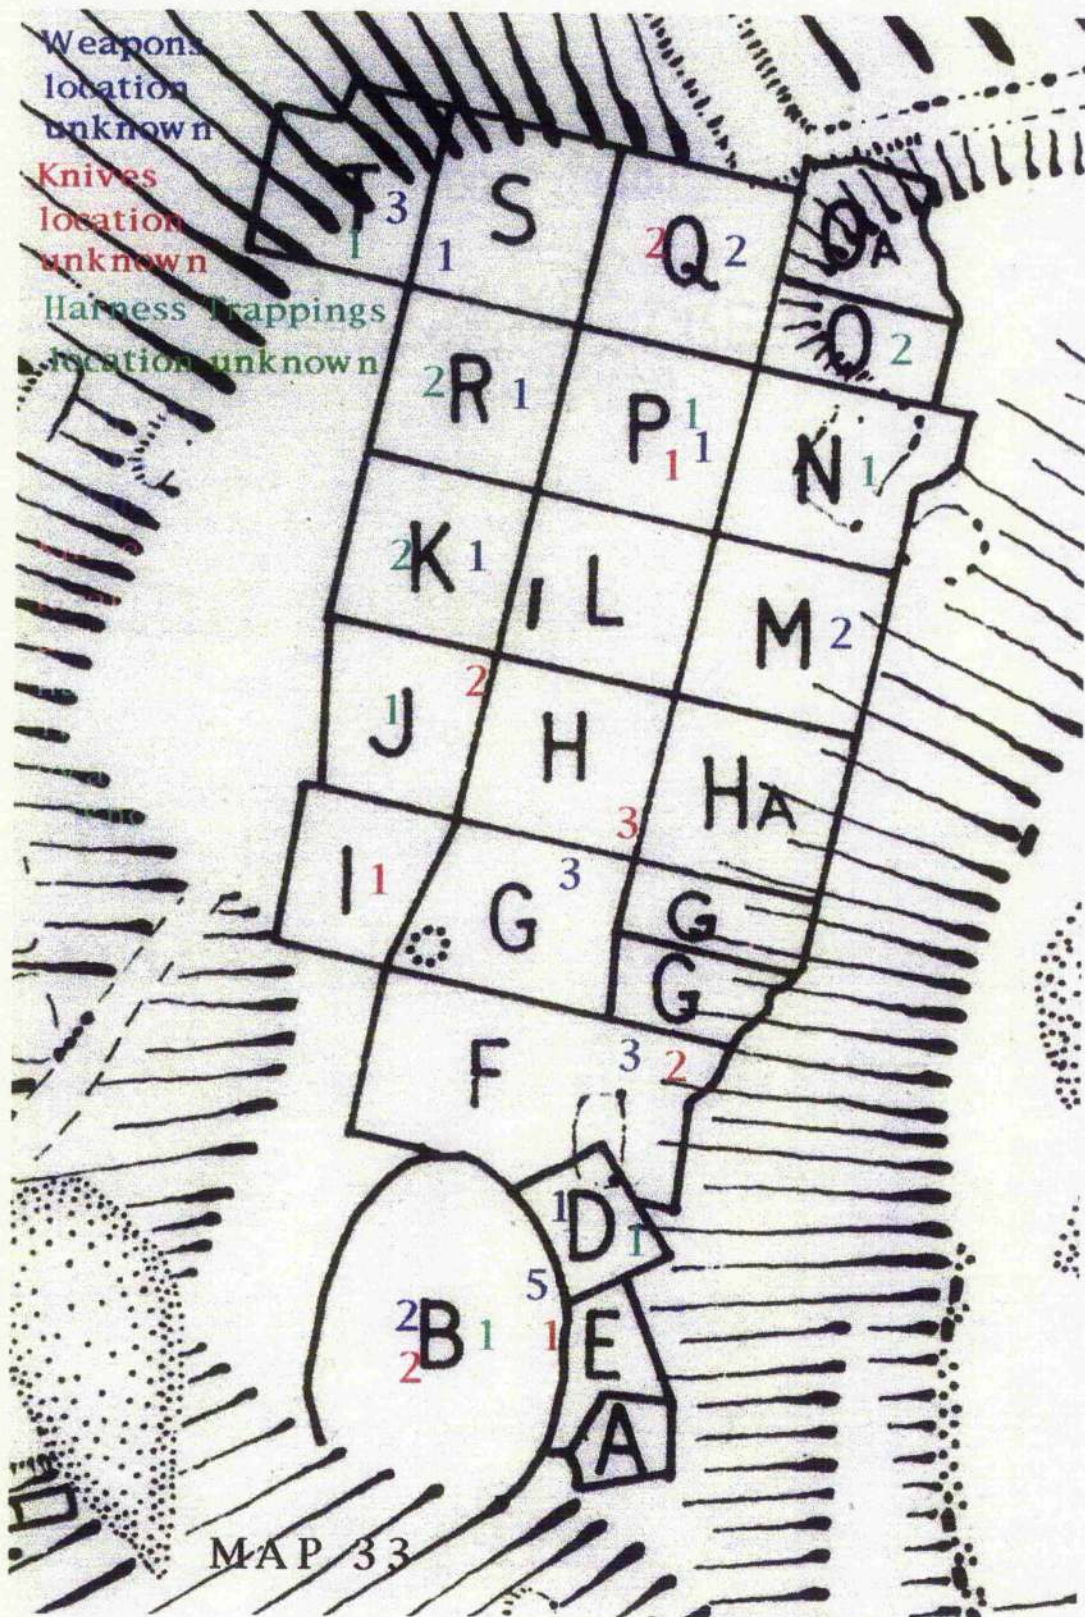 Weapons
location
unknown
Knives
location
unknown
Harness Trappings
location unknown
T 3
1
S
1
2 Q 2
OA
O 2
2 R 1
P 1
1 1
N 1
2 K 1
I L
M 2
2
1 J
H
HA
3
3
I 1
G
G
G
F
3 2
1 D 1
5
2 B 1 1
2
E
A
MAP 33